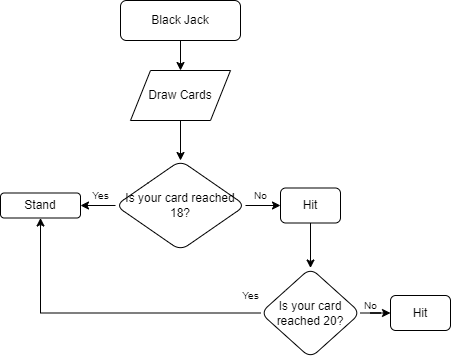 Black Jack
Draw Cards
Is your card reached
18?
Yes
Stand
No
Hit
Is your card
reached 20?
Yes
No
Hit